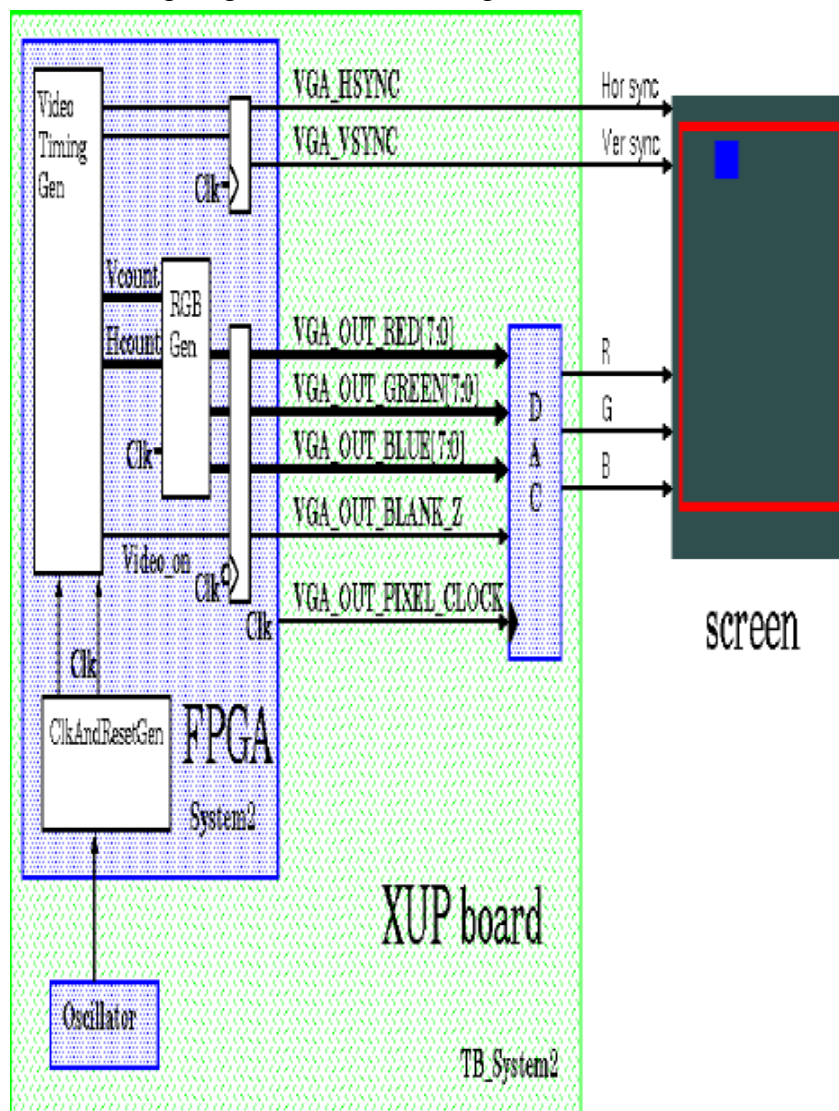 Video
Timing
Gen
VGA_HSYNC
Hor sync
VGA_VSYNC
Ver sync
Clk
Vcount
Hcount
RGB
Gen
Clk
VGA_OUT_RED[7:0]
VGA_OUT_GREEN[7:0]
VGA_OUT_BLUE[7:0]
VGA_OUT_BLANK_Z
VGA_OUT_PIXEL_CLOCK
D
A
C
R
G
B
Video_on
Clk
Clk
screen
Clk
ClkAndResetGen
FPGA
System2
XUP board
Oscillator
TB_System2